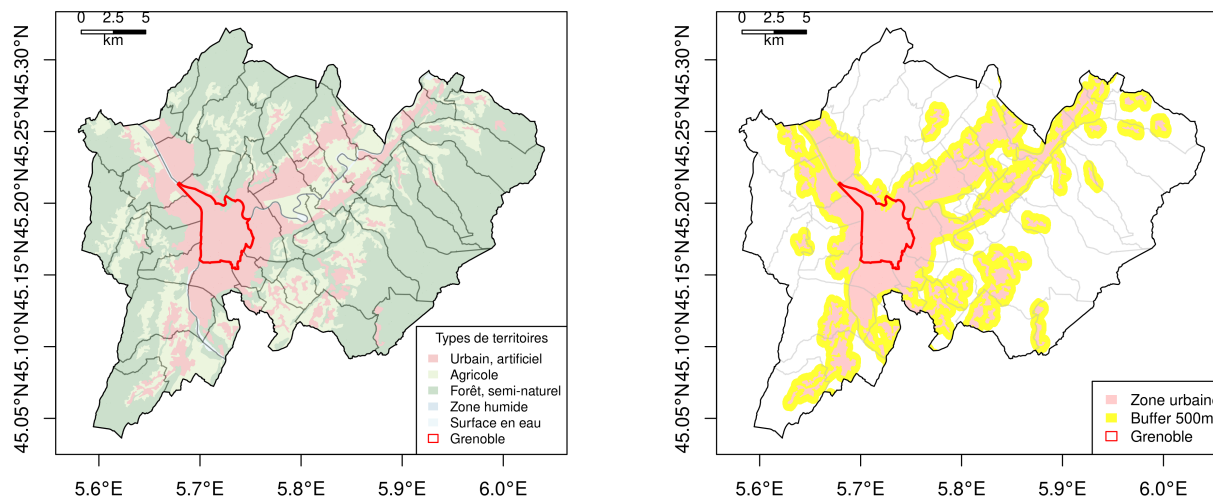 0 2.5 5
km
45.05°N45.10°N45.15°N45.20°N45.25°N45.30°N
Types de territoires
Urbain, artificiel
Agricole
Forêt, semi-naturel
Zone humide
Surface en eau
Grenoble
5.6°E 5.7°E 5.8°E 5.9°E 6.0°E
0 2.5 5
km
45.05°N45.10°N45.15°N45.20°N45.25°N45.30°N
Zone urbaine
Buffer 500m
Grenoble
5.6°E 5.7°E 5.8°E 5.9°E 6.0°E